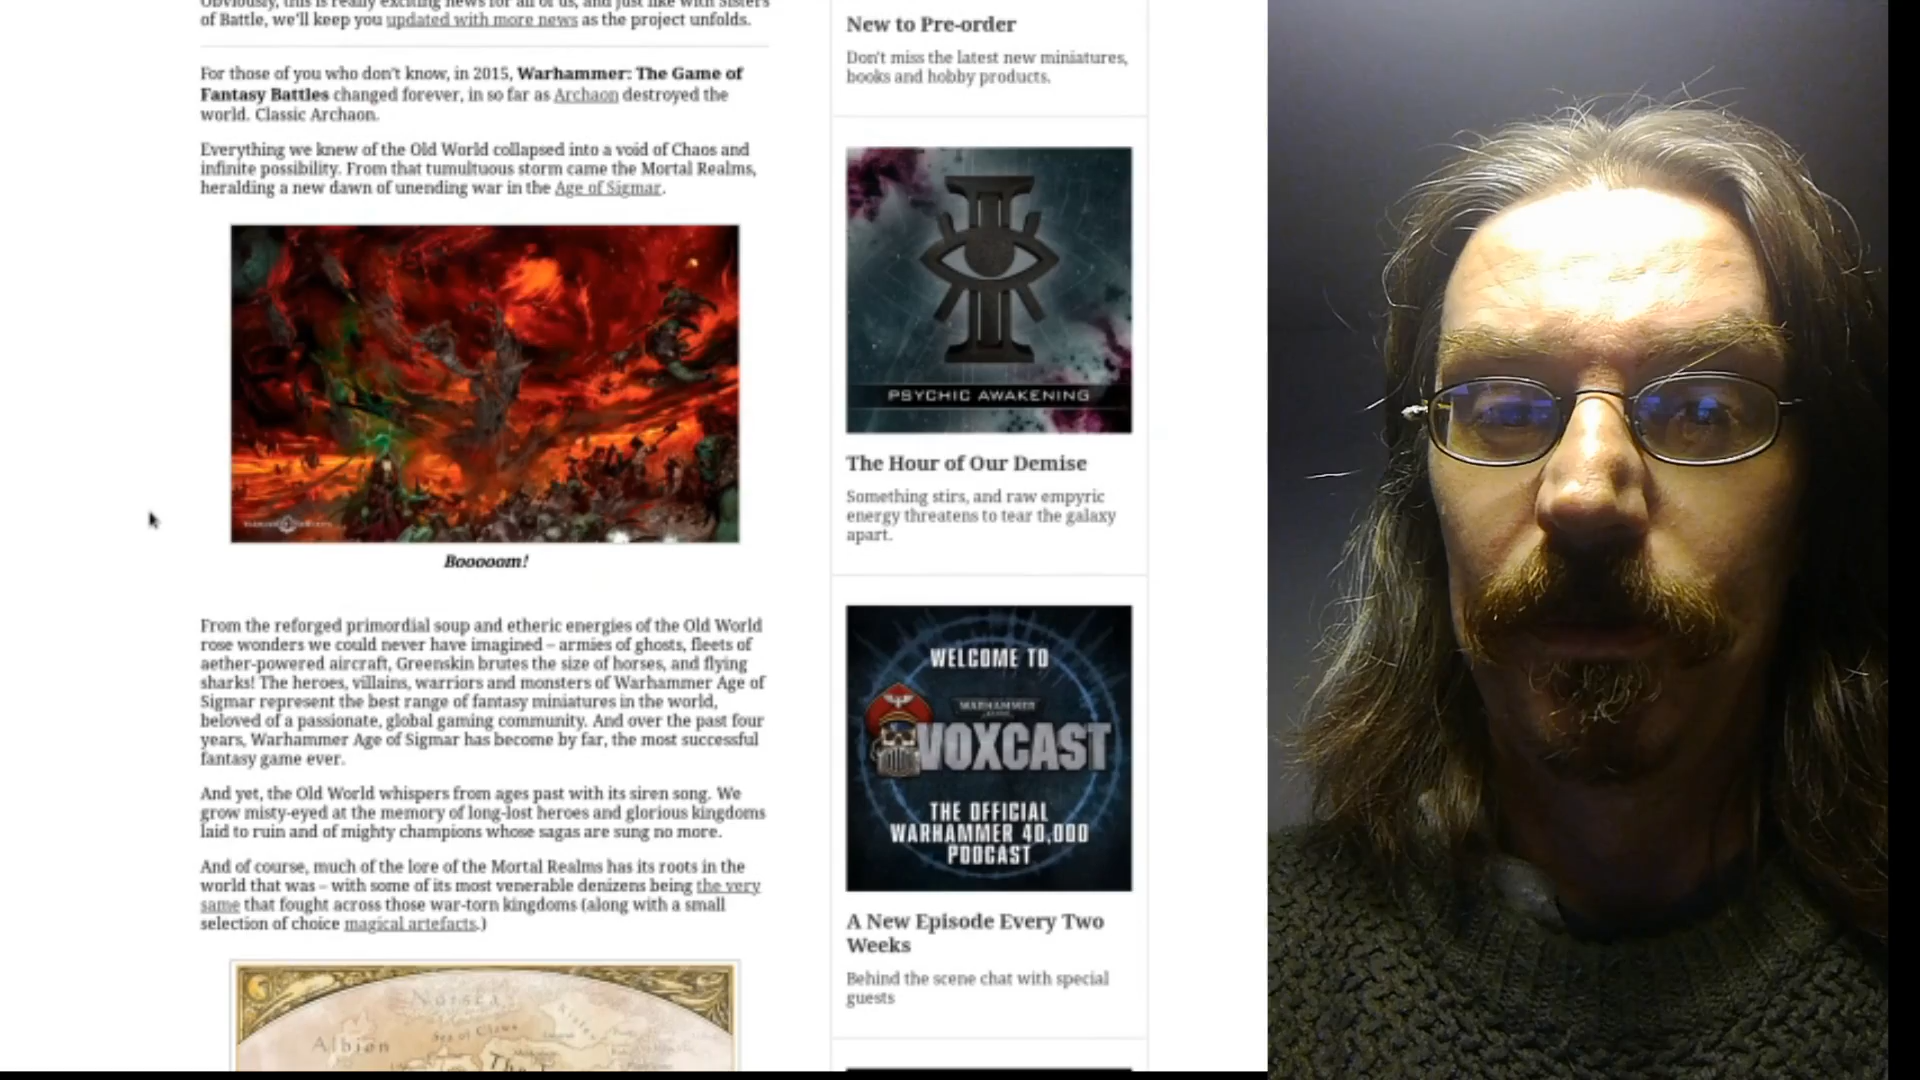 Obviously, this is really exciting news for all of us, and just like with Sisters
of Battle, we'll keep you updated with more news as the project unfolds.
For those of you who don't know, in 2015, Warhammer: The Game of
Fantasy Battles changed forever, in so far as Archaon destroyed the
world. Classic Archaon.
Everything we knew of the Old World collapsed into a void of Chaos and
infinite possibility. From that tumultuous storm came the Mortal Realms,
heralding a new dawn of unending war in the Age of Sigmar.
Booooom!
From the reforged primordial soup and etheric energies of the Old World
rose wonders we could never have imagined – armies of ghosts, fleets of
aether-powered aircraft, Greenskin brutes the size of horses, and flying
sharks! The heroes, villains, warriors and monsters of Warhammer Age of
Sigmar represent the best range of fantasy miniatures in the world,
beloved of a passionate, global gaming community. And over the past four
years, Warhammer Age of Sigmar has become by far, the most successful
fantasy game ever.
And yet, the Old World whispers from ages past with its siren song. We
grow misty-eyed at the memory of long-lost heroes and glorious kingdoms
laid to ruin and of mighty champions whose sagas are sung no more.
And of course, much of the lore of the Mortal Realms has its roots in the
world that was – with some of its most venerable denizens being the very
same that fought across those war-torn kingdoms (along with a small
selection of choice magical artefacts.)
Norsca
Sea of Claws
Albion
The
New to Pre-order
Don't miss the latest new miniatures,
books and hobby products.
PSYCHIC AWAKENING
The Hour of Our Demise
Something stirs, and raw empyric
energy threatens to tear the galaxy
apart.
WELCOME TO
WARHAMMER
VOXCAST
THE OFFICIAL
WARHAMMER 40,000
PODCAST
A New Episode Every Two
Weeks
Behind the scene chat with special
guests